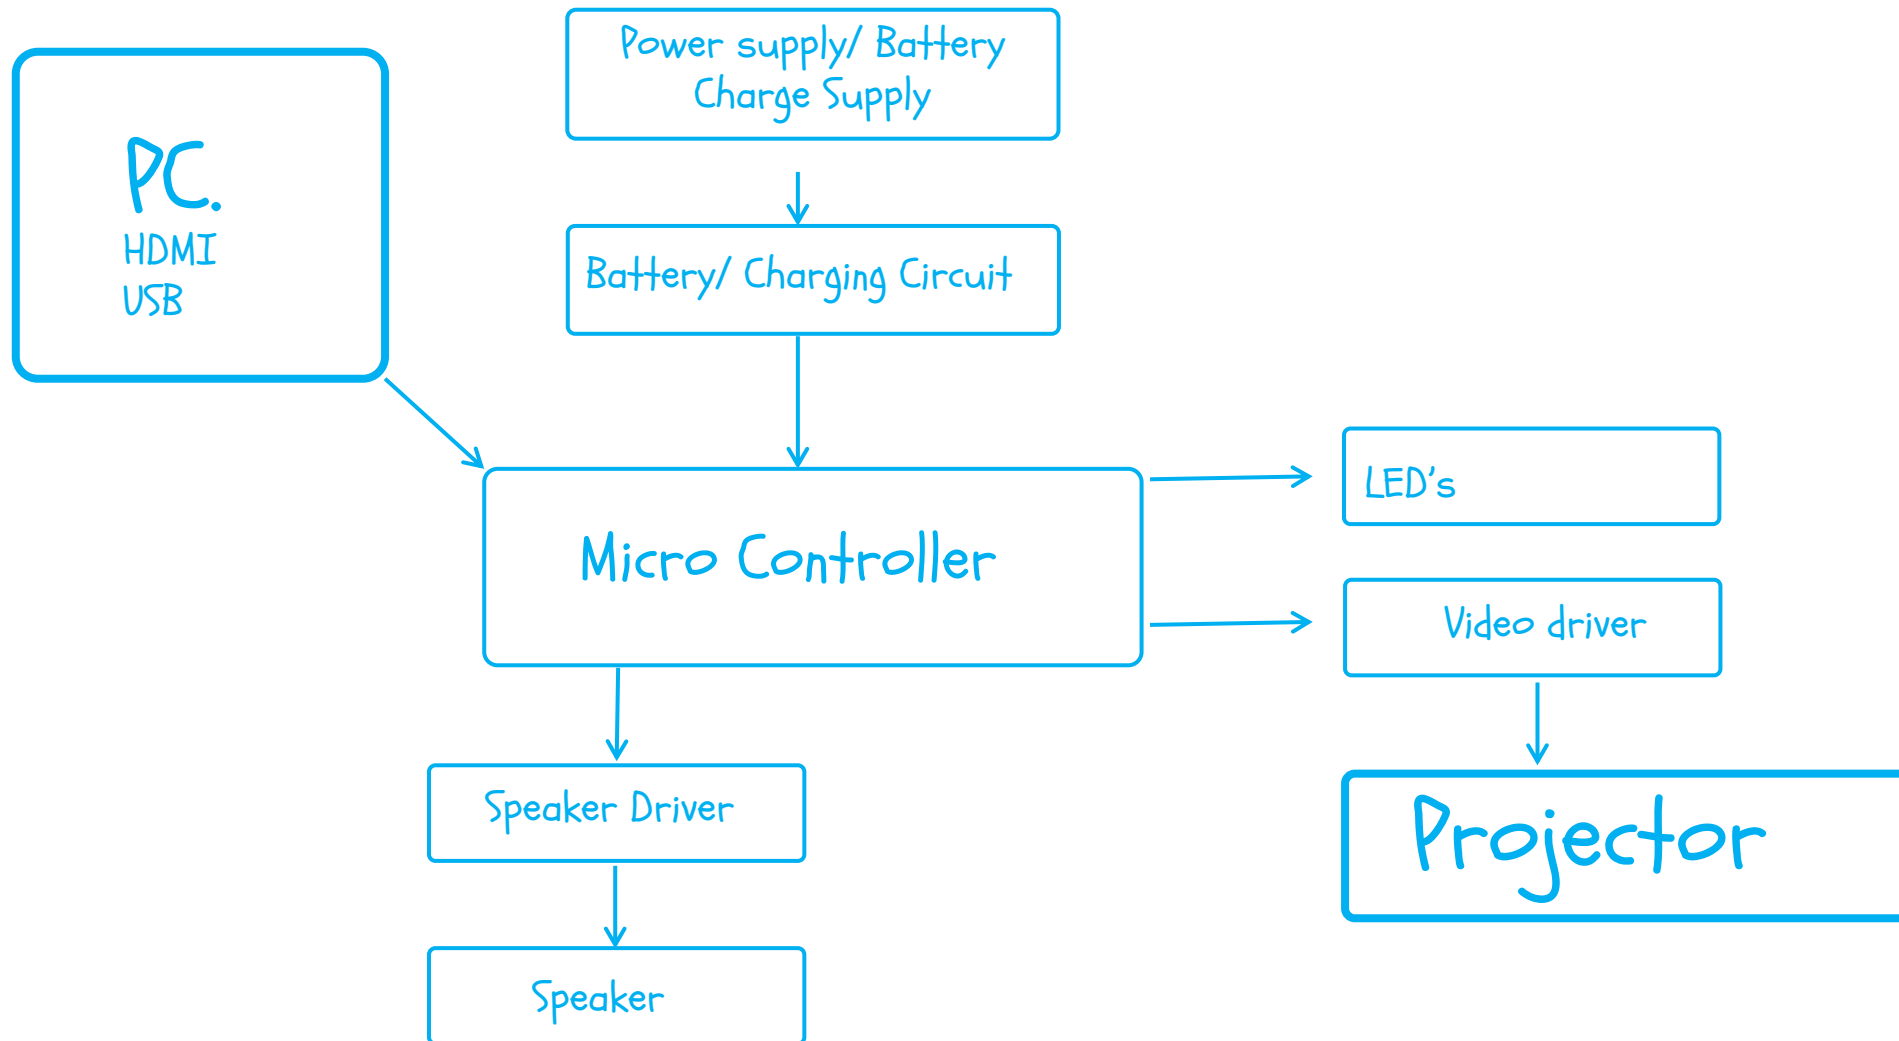 Power supply/ Battery
Charge Supply
PC.
HDMI
USB
Battery/ Charging Circuit
LED's
Micro Controller
Video driver
Speaker Driver
Projector
Speaker